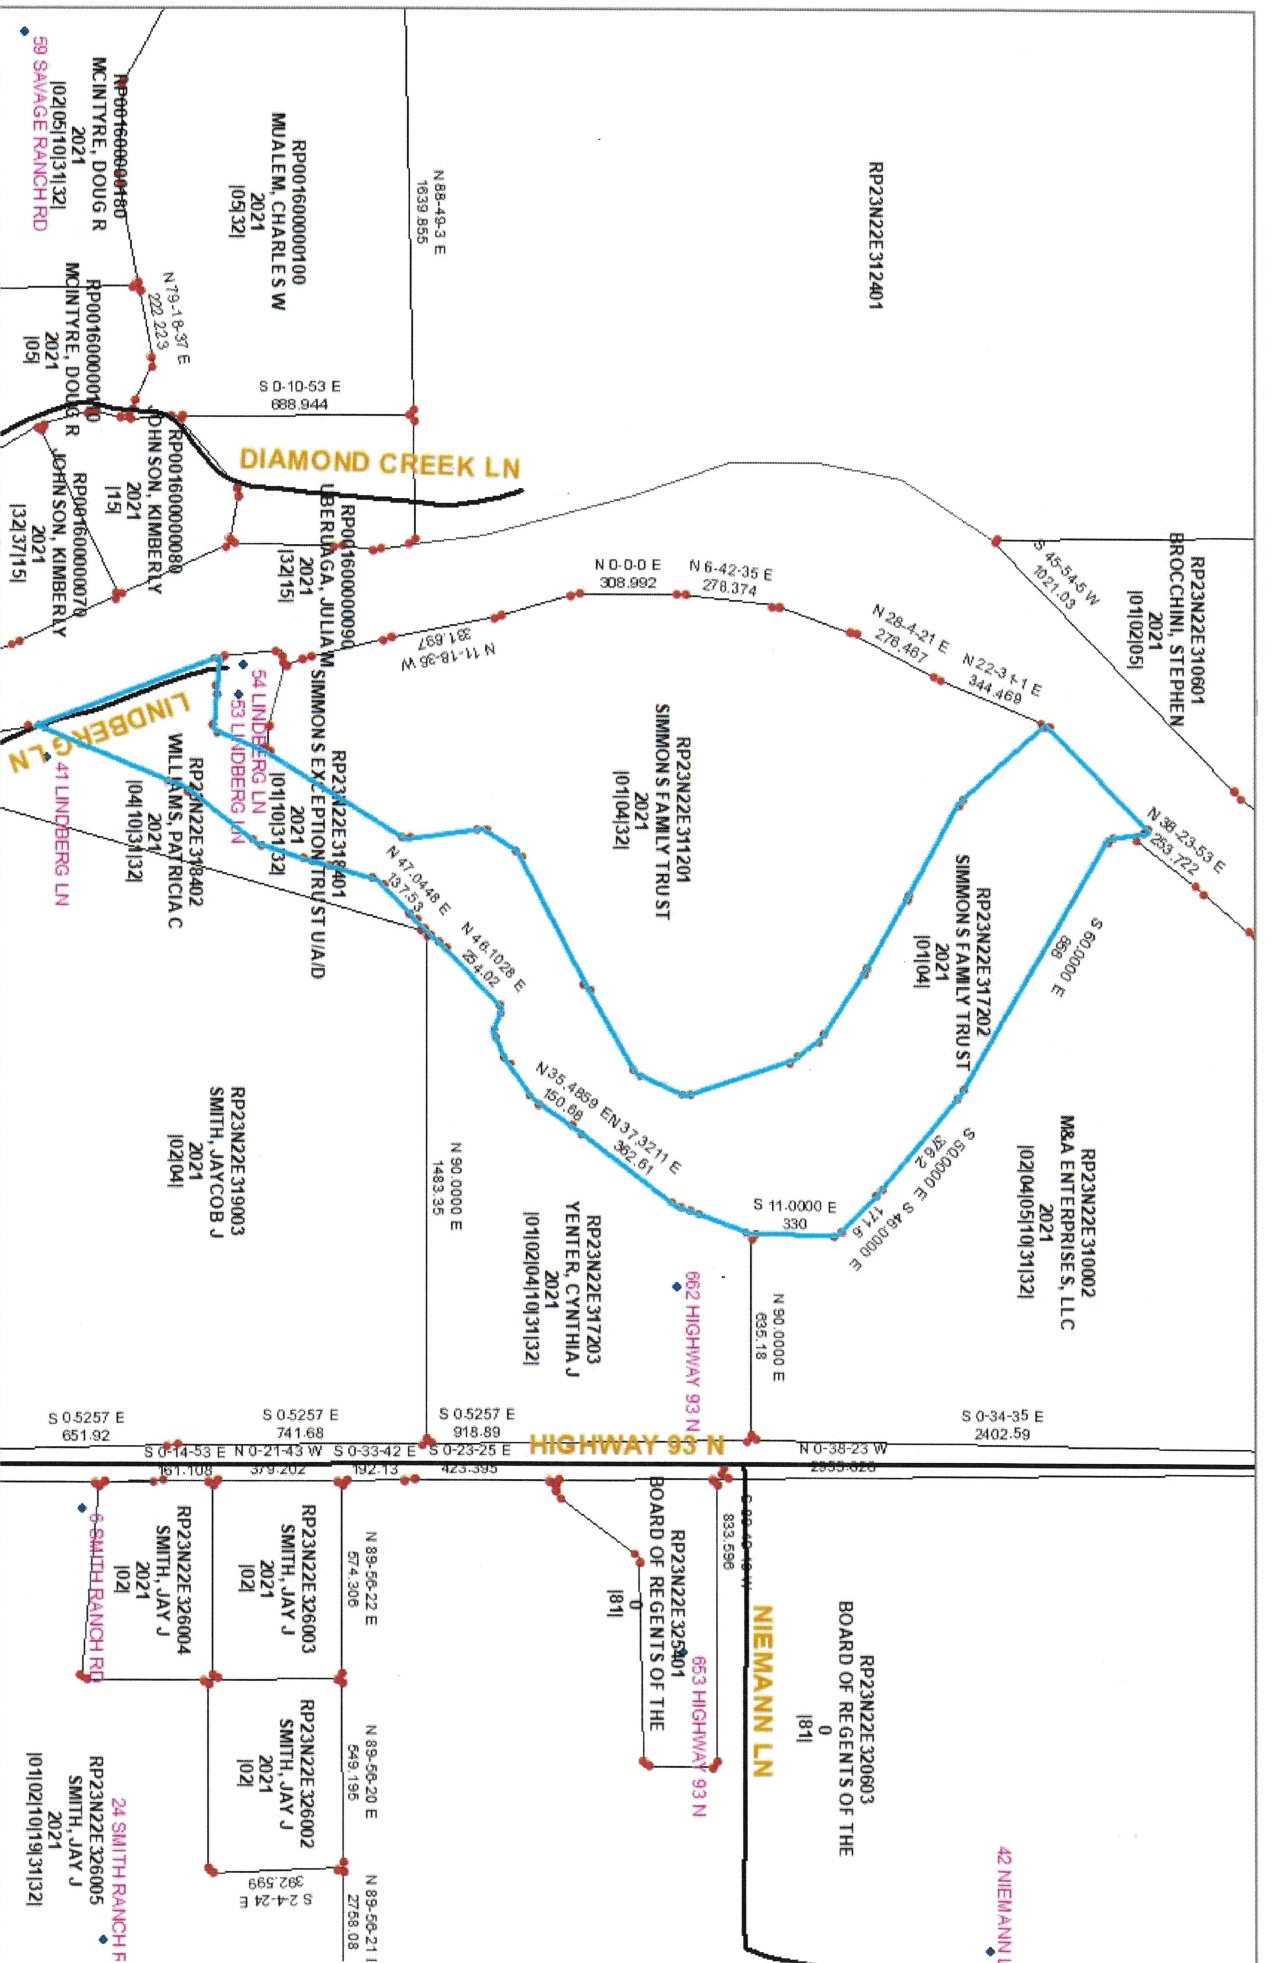 59 SAVAGE RANCH RD
RP001600000180
MCINTYRE, DOUG R
2021
|02|05|10|31|32|
RP00160000100
MUALEM, CHARLES W
2021
|05|32|
N 88-49-3 E
1639.855
RP23N22E312401
N 79-18-37 E
222.223
MCINTYRE, DOUG R
2021
|05|
S 0-10-53 E
688.944
DIAMOND CREEK LN
RP00160000080
JOHNSON, KIMBERLY
2021
|15|
RP00160000070
JOHNSON, KIMBERLY
2021
|32|37|15|
RP00160000090
UBERUAGA, JULIA M
2021
|32|15|
N 0-0-0 E
308.992
N 6-42-35 E
278.374
N 28-4-21 E
276.467
N 22-31-1 E
344.469
N 11-18-36 W
331.697
S 45-54-5 W
1021.03
RP23N22E310601
BROCCHINI, STEPHEN
2021
|01|02|05|
N 38-23-53 E
253.722
LINDBERG LN
54 LINDBERG LN
53 LINDBERG LN
41 LINDBERG LN
RP23N22E318402
WILLIAMS, PATRICIA C
2021
|04|10|31|32|
RP23N22E318401
SIMMONS EXCEPTION TRUST U/A/D
2021
|01|10|31|32|
RP23N22E311201
SIMMONS FAMILY TRUST
2021
|01|04|32|
RP23N22E317202
SIMMONS FAMILY TRUST
2021
|01|04|
N 47.0448 E
137.53
N 46.1028 E
254.02
N 35.4859 E
150.68
N 37.3211 E
362.61
S 60.0000 E
858
S 50.0000 E
376.2
S 46.0000 E
171.6
S 11.0000 E
330
RP23N22E310002
M&A ENTERPRISES, LLC
2021
|02|04|05|10|31|32|
RP23N22E319003
SMITH, JAYCOB J
2021
|02|04|
N 90.0000 E
1483.35
RP23N22E317203
YENTER, CYNTHIA J
2021
|01|02|04|10|31|32|
662 HIGHWAY 93 N
N 90.0000 E
635.18
S 0.5257 E
651.92
S 0.5257 E
741.68
S 0.5257 E
918.89
S 0-34-35 E
2402.59
HIGHWAY 93 N
S 0-14-53 E
161.108
N 0-21-43 W
379.202
S 0-33-42 E
192.13
S 0-23-25 E
423.395
N 0-38-23 W
833.596
6 SMITH RANCH RD
RP23N22E326004
SMITH, JAY J
2021
|02|
RP23N22E326003
SMITH, JAY J
2021
|02|
N 89-56-22 E
574.306
RP23N22E325401
BOARD OF REGENTS OF THE
0
|81|
653 HIGHWAY 93 N
NIEMANN LN
RP23N22E320603
BOARD OF REGENTS OF THE
0
|81|
RP23N22E326002
SMITH, JAY J
2021
|02|
N 89-56-20 E
549.195
S 2-4-24 E
392.599
N 89-56-21
2758.08
24 SMITH RANCH
RP23N22E326005
SMITH, JAY J
2021
|01|02|10|19|31|32|
42 NIEMANN